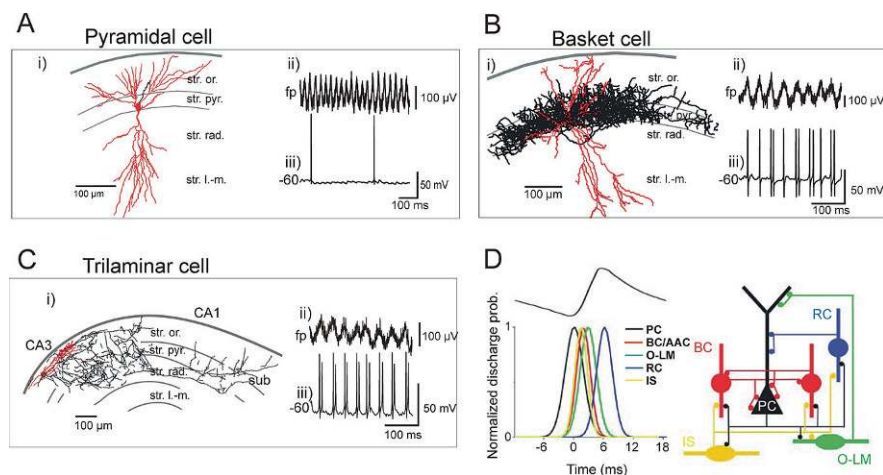 A
Pyramidal cell
i)
str. or.
str. pyr.
str. rad.
str. l.-m.
100 µm
ii)
fp
100 µV
iii)
-60
50 mV
100 ms
B
Basket cell
i)
str. or.
str. pyr.
str. rad.
str. l.-m.
100 µm
ii)
fp
100 µV
iii)
-60
50 mV
100 ms
C
Trilaminar cell
i)
CA1
CA3
str. or.
str. pyr.
str. rad.
sub
str. l.-m.
100 µm
ii)
fp
100 µV
iii)
-60
50 mV
100 ms
D
Normalized discharge prob.
1
0
PC
BC/AAC
O-LM
RC
IS
-6 0 6 12 18
Time (ms)
RC
BC
PC
IS
O-LM